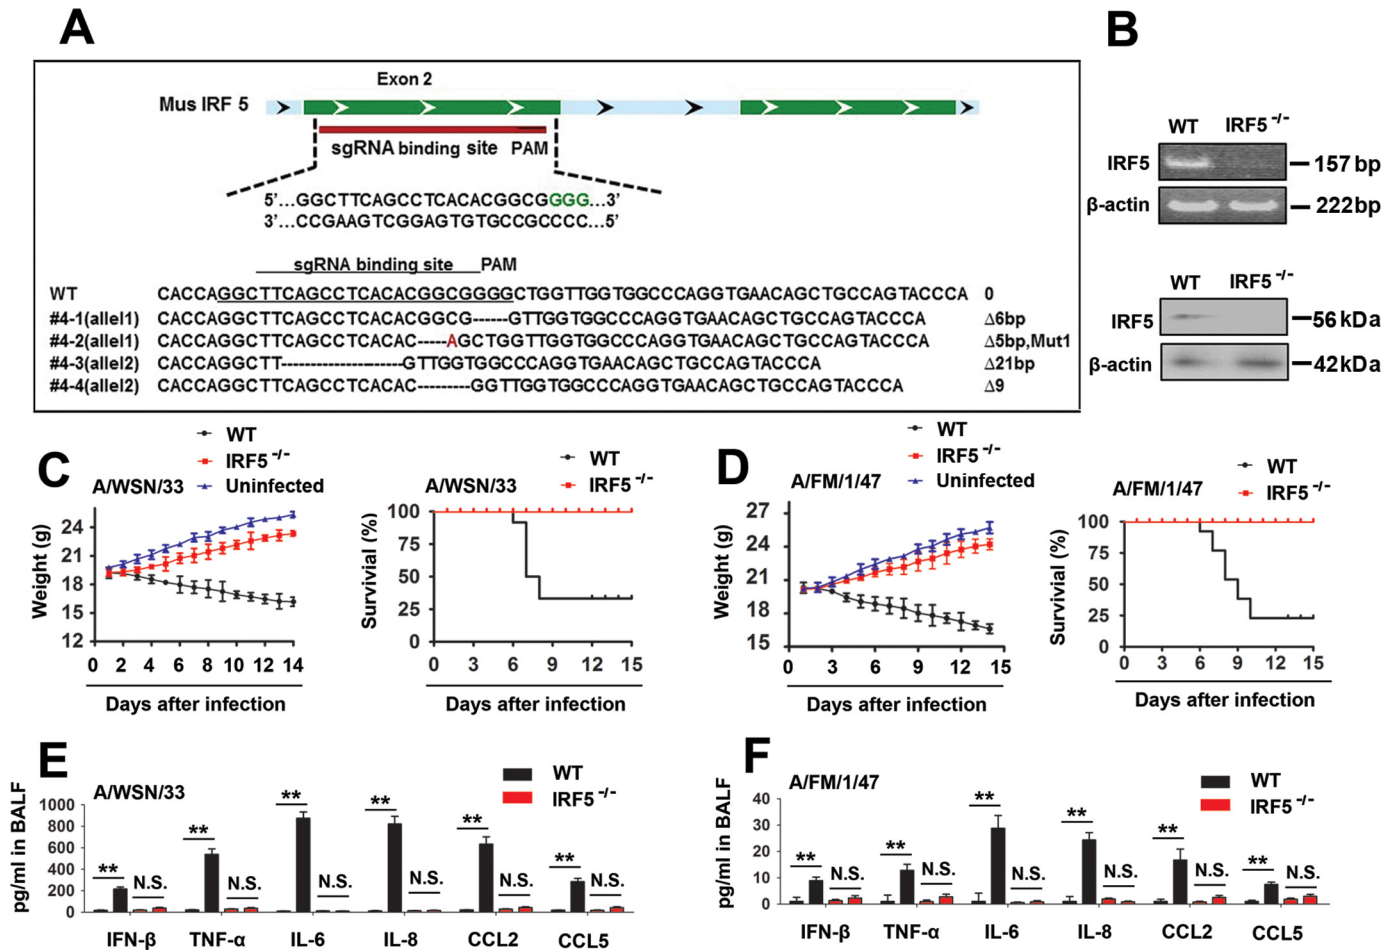 A
Exon 2
Mus IRF 5
sgRNA binding site PAM
5'...GGCTTCAGCCTCACACGGCGGGG...3'
3'...CCGAAGTCGGAGTGTGCCGCCCC...5'
sgRNA binding site PAM
WT CACCAGGCTTCAGCCTCACACGGCGGGGCTGGTTGGTGGCCCAGGTGAACAGCTGCCAGTACCCA 0
#4-1(allel1) CACCAGGCTTCAGCCTCACACGGCG------GTTGGTGGCCCAGGTGAACAGCTGCCAGTACCCA Δ6bp
#4-2(allel1) CACCAGGCTTCAGCCTCACAC-----AGCTGGTTGGTGGCCCAGGTGAACAGCTGCCAGTACCCA Δ5bp,Mut1
#4-3(allel2) CACCAGGCTT---------------------GTTGGTGGCCCAGGTGAACAGCTGCCAGTACCCA Δ21bp
#4-4(allel2) CACCAGGCTTCAGCCTCACAC---------GGTTGGTGGCCCAGGTGAACAGCTGCCAGTACCCA Δ9
B
WT IRF5 -/-
IRF5 157 bp
β-actin 222bp
WT IRF5 -/-
IRF5 56 kDa
β-actin 42kDa
C
WT
IRF5 -/-
Uninfected
A/WSN/33
Weight (g)
24
21
18
15
12
0 2 4 6 8 10 12 14
Days after infection
WT
IRF5 -/-
A/WSN/33
Survivial (%)
100
75
50
25
0
0 3 6 9 12 15
Days after infection
D
WT
IRF5 -/-
Uninfected
A/FM/1/47
Weight (g)
27
24
21
18
15
0 3 6 9 12 15
Days after infection
WT
IRF5 -/-
A/FM/1/47
Survivial (%)
100
75
50
25
0
0 3 6 9 12 15
Days after infection
E
A/WSN/33
WT
IRF5 -/-
pg/ml in BALF
1000
800
600
400
200
0
** N.S. ** N.S. ** N.S. ** N.S. ** N.S. ** N.S.
IFN-β TNF-α IL-6 IL-8 CCL2 CCL5
F
A/FM/1/47
WT
IRF5 -/-
pg/ml in BALF
40
30
20
10
0
** N.S. ** N.S. ** N.S. ** N.S. ** N.S. ** N.S.
IFN-β TNF-α IL-6 IL-8 CCL2 CCL5